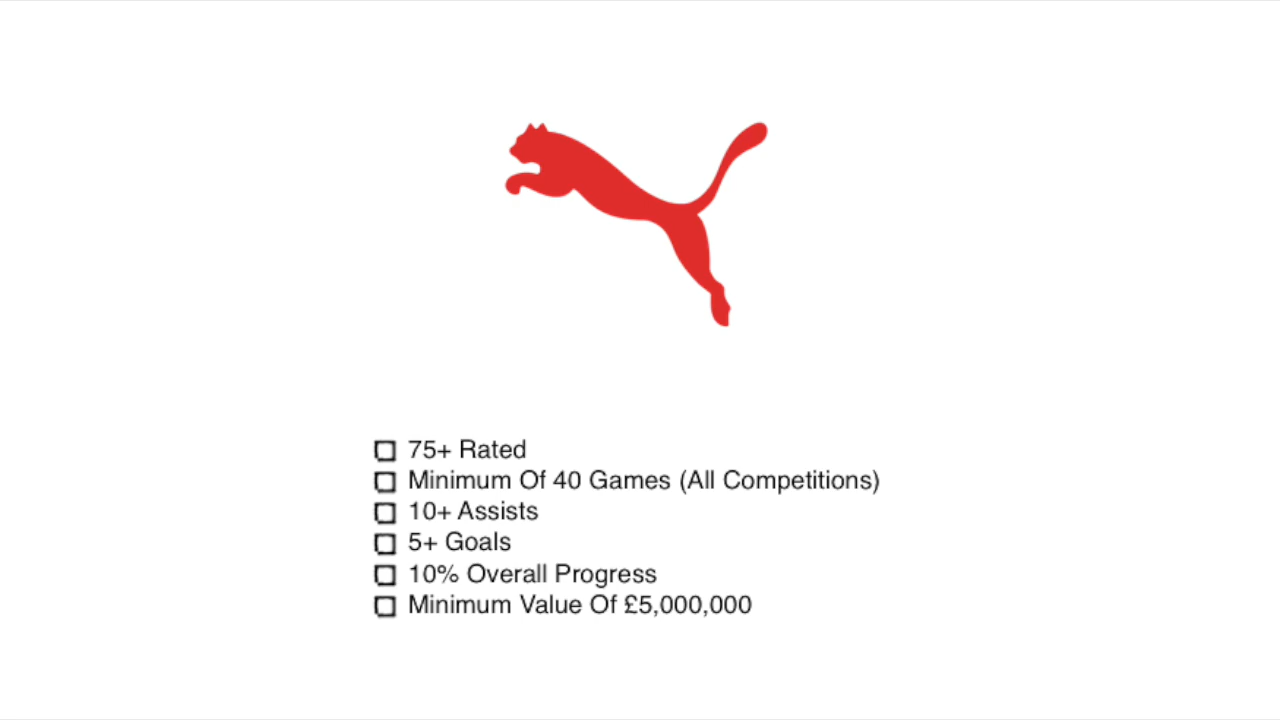 75+ Rated
Minimum Of 40 Games (All Competitions)
10+ Assists
5+ Goals
10% Overall Progress
Minimum Value Of £5,000,000